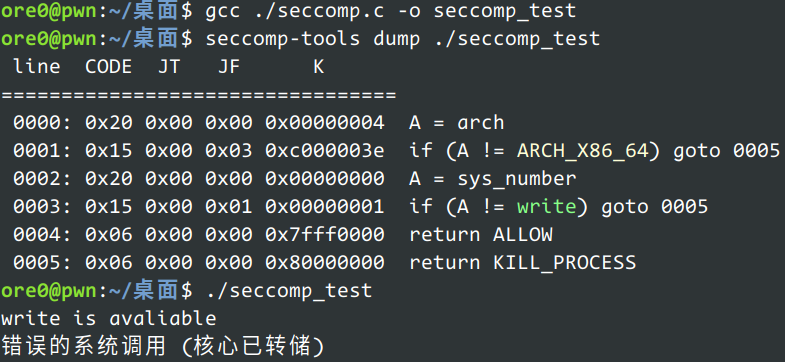 ore0@pwn:~/桌面$ gcc ./seccomp.c -o seccomp_test
ore0@pwn:~/桌面$ seccomp-tools dump ./seccomp_test
 line  CODE  JT   JF      K
=================================
 0000: 0x20 0x00 0x00 0x00000004  A = arch
 0001: 0x15 0x00 0x03 0xc000003e  if (A != ARCH_X86_64) goto 0005
 0002: 0x20 0x00 0x00 0x00000000  A = sys_number
 0003: 0x15 0x00 0x01 0x00000001  if (A != write) goto 0005
 0004: 0x06 0x00 0x00 0x7fff0000  return ALLOW
 0005: 0x06 0x00 0x00 0x80000000  return KILL_PROCESS
ore0@pwn:~/桌面$ ./seccomp_test
write is avaliable
错误的系统调用 (核心已转储)